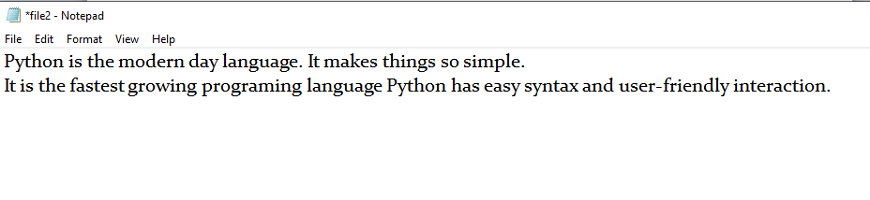 *file2 - Notepad
File Edit Format View Help
Python is the modern day language. It makes things so simple.
It is the fastest growing programing language Python has easy syntax and user-friendly interaction.